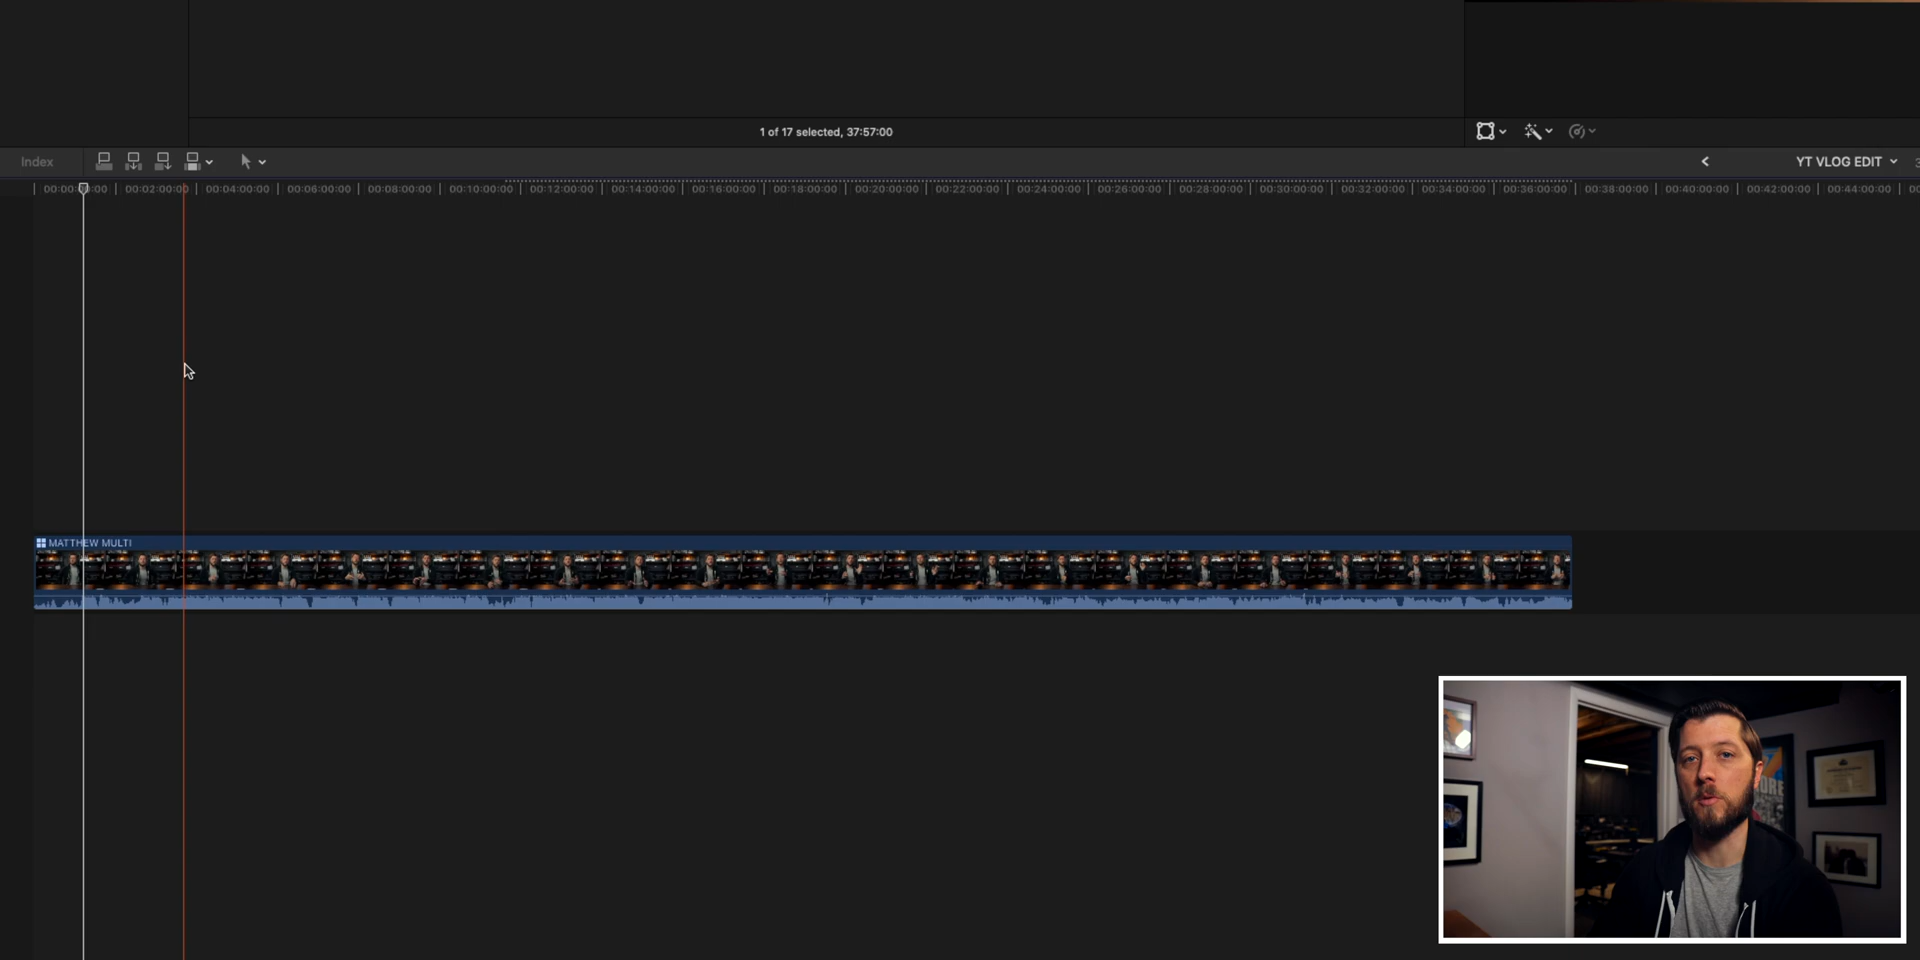 1 of 17 selected, 37:57:00
Index
YT VLOG EDIT
00:02:00:00 00:04:00:00 00:06:00:00 00:08:00:00 00:10:00:00 00:12:00:00 00:14:00:00 00:16:00:00 00:18:00:00 00:20:00:00 00:22:00:00 00:24:00:00 00:26:00:00 00:28:00:00 00:30:00:00 00:32:00:00 00:34:00:00 00:36:00:00 00:38:00:00 00:40:00:00 00:42:00:00 00:44:00:00
MATTHEW MULTI